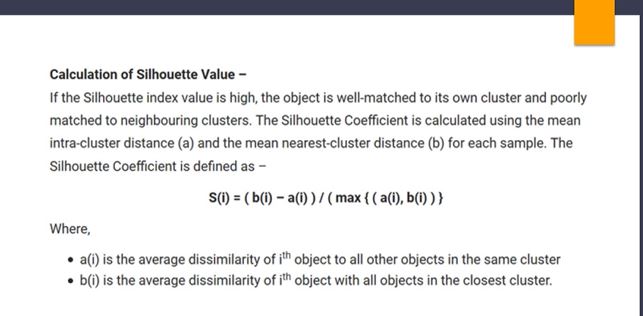 Calculation of Silhouette Value –
If the Silhouette index value is high, the object is well-matched to its own cluster and poorly
matched to neighbouring clusters. The Silhouette Coefficient is calculated using the mean
intra-cluster distance (a) and the mean nearest-cluster distance (b) for each sample. The
Silhouette Coefficient is defined as –
S(i) = ( b(i) – a(i) ) / ( max { ( a(i), b(i) ) }
Where,
• a(i) is the average dissimilarity of iᵗʰ object to all other objects in the same cluster
• b(i) is the average dissimilarity of iᵗʰ object with all objects in the closest cluster.